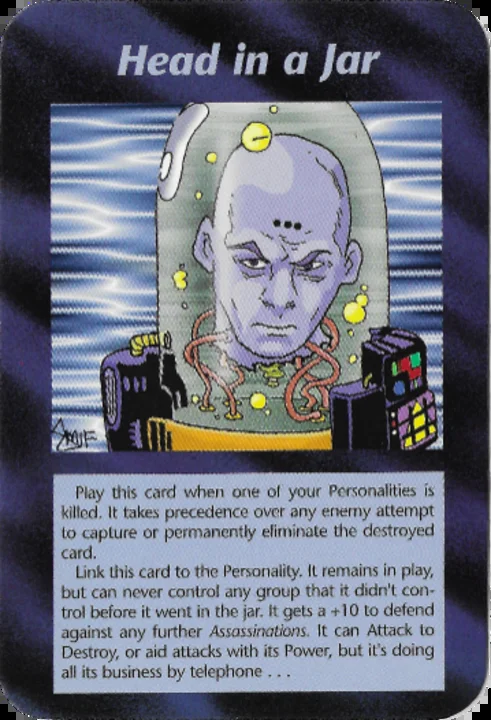 Head in a Jar
Play this card when one of your Personalities is
killed. It takes precedence over any enemy attempt
to capture or permanently eliminate the destroyed
card.
Link this card to the Personality. It remains in play,
but can never control any group that it didn't con-
trol before it went in the jar. It gets a +10 to defend
against any further Assassinations. It can Attack to
Destroy, or aid attacks with its Power, but it's doing
all its business by telephone . . .